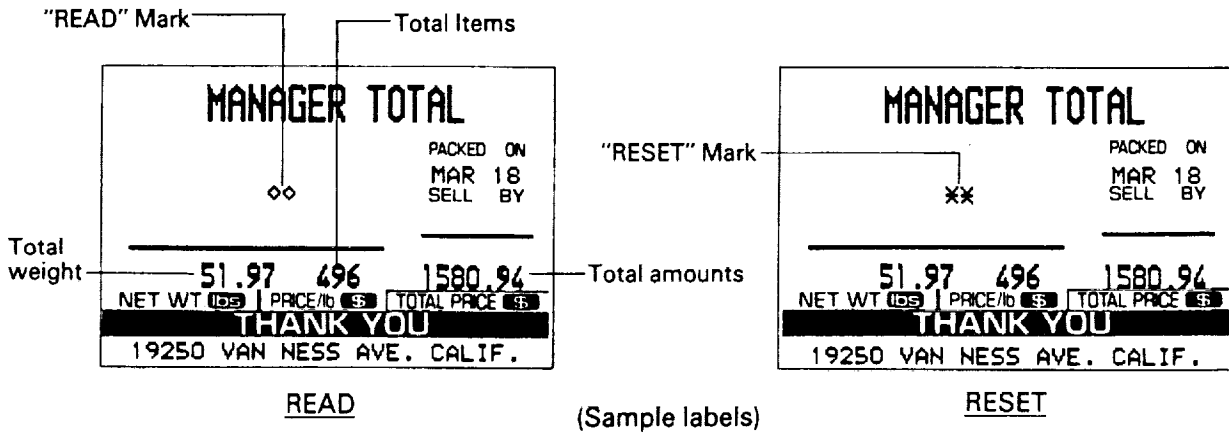 "READ" Mark
Total Items
MANAGER TOTAL
PACKED ON
MAR 18
SELL BY
◇◇
Total
weight
51.97 496 1580.94
Total amounts
NET WT lbs PRICE/lb $ TOTAL PRICE $
THANK YOU
19250 VAN NESS AVE. CALIF.
READ
"RESET" Mark
MANAGER TOTAL
PACKED ON
MAR 18
SELL BY
**
51.97 496 1580.94
NET WT lbs PRICE/lb $ TOTAL PRICE $
THANK YOU
19250 VAN NESS AVE. CALIF.
RESET
(Sample labels)